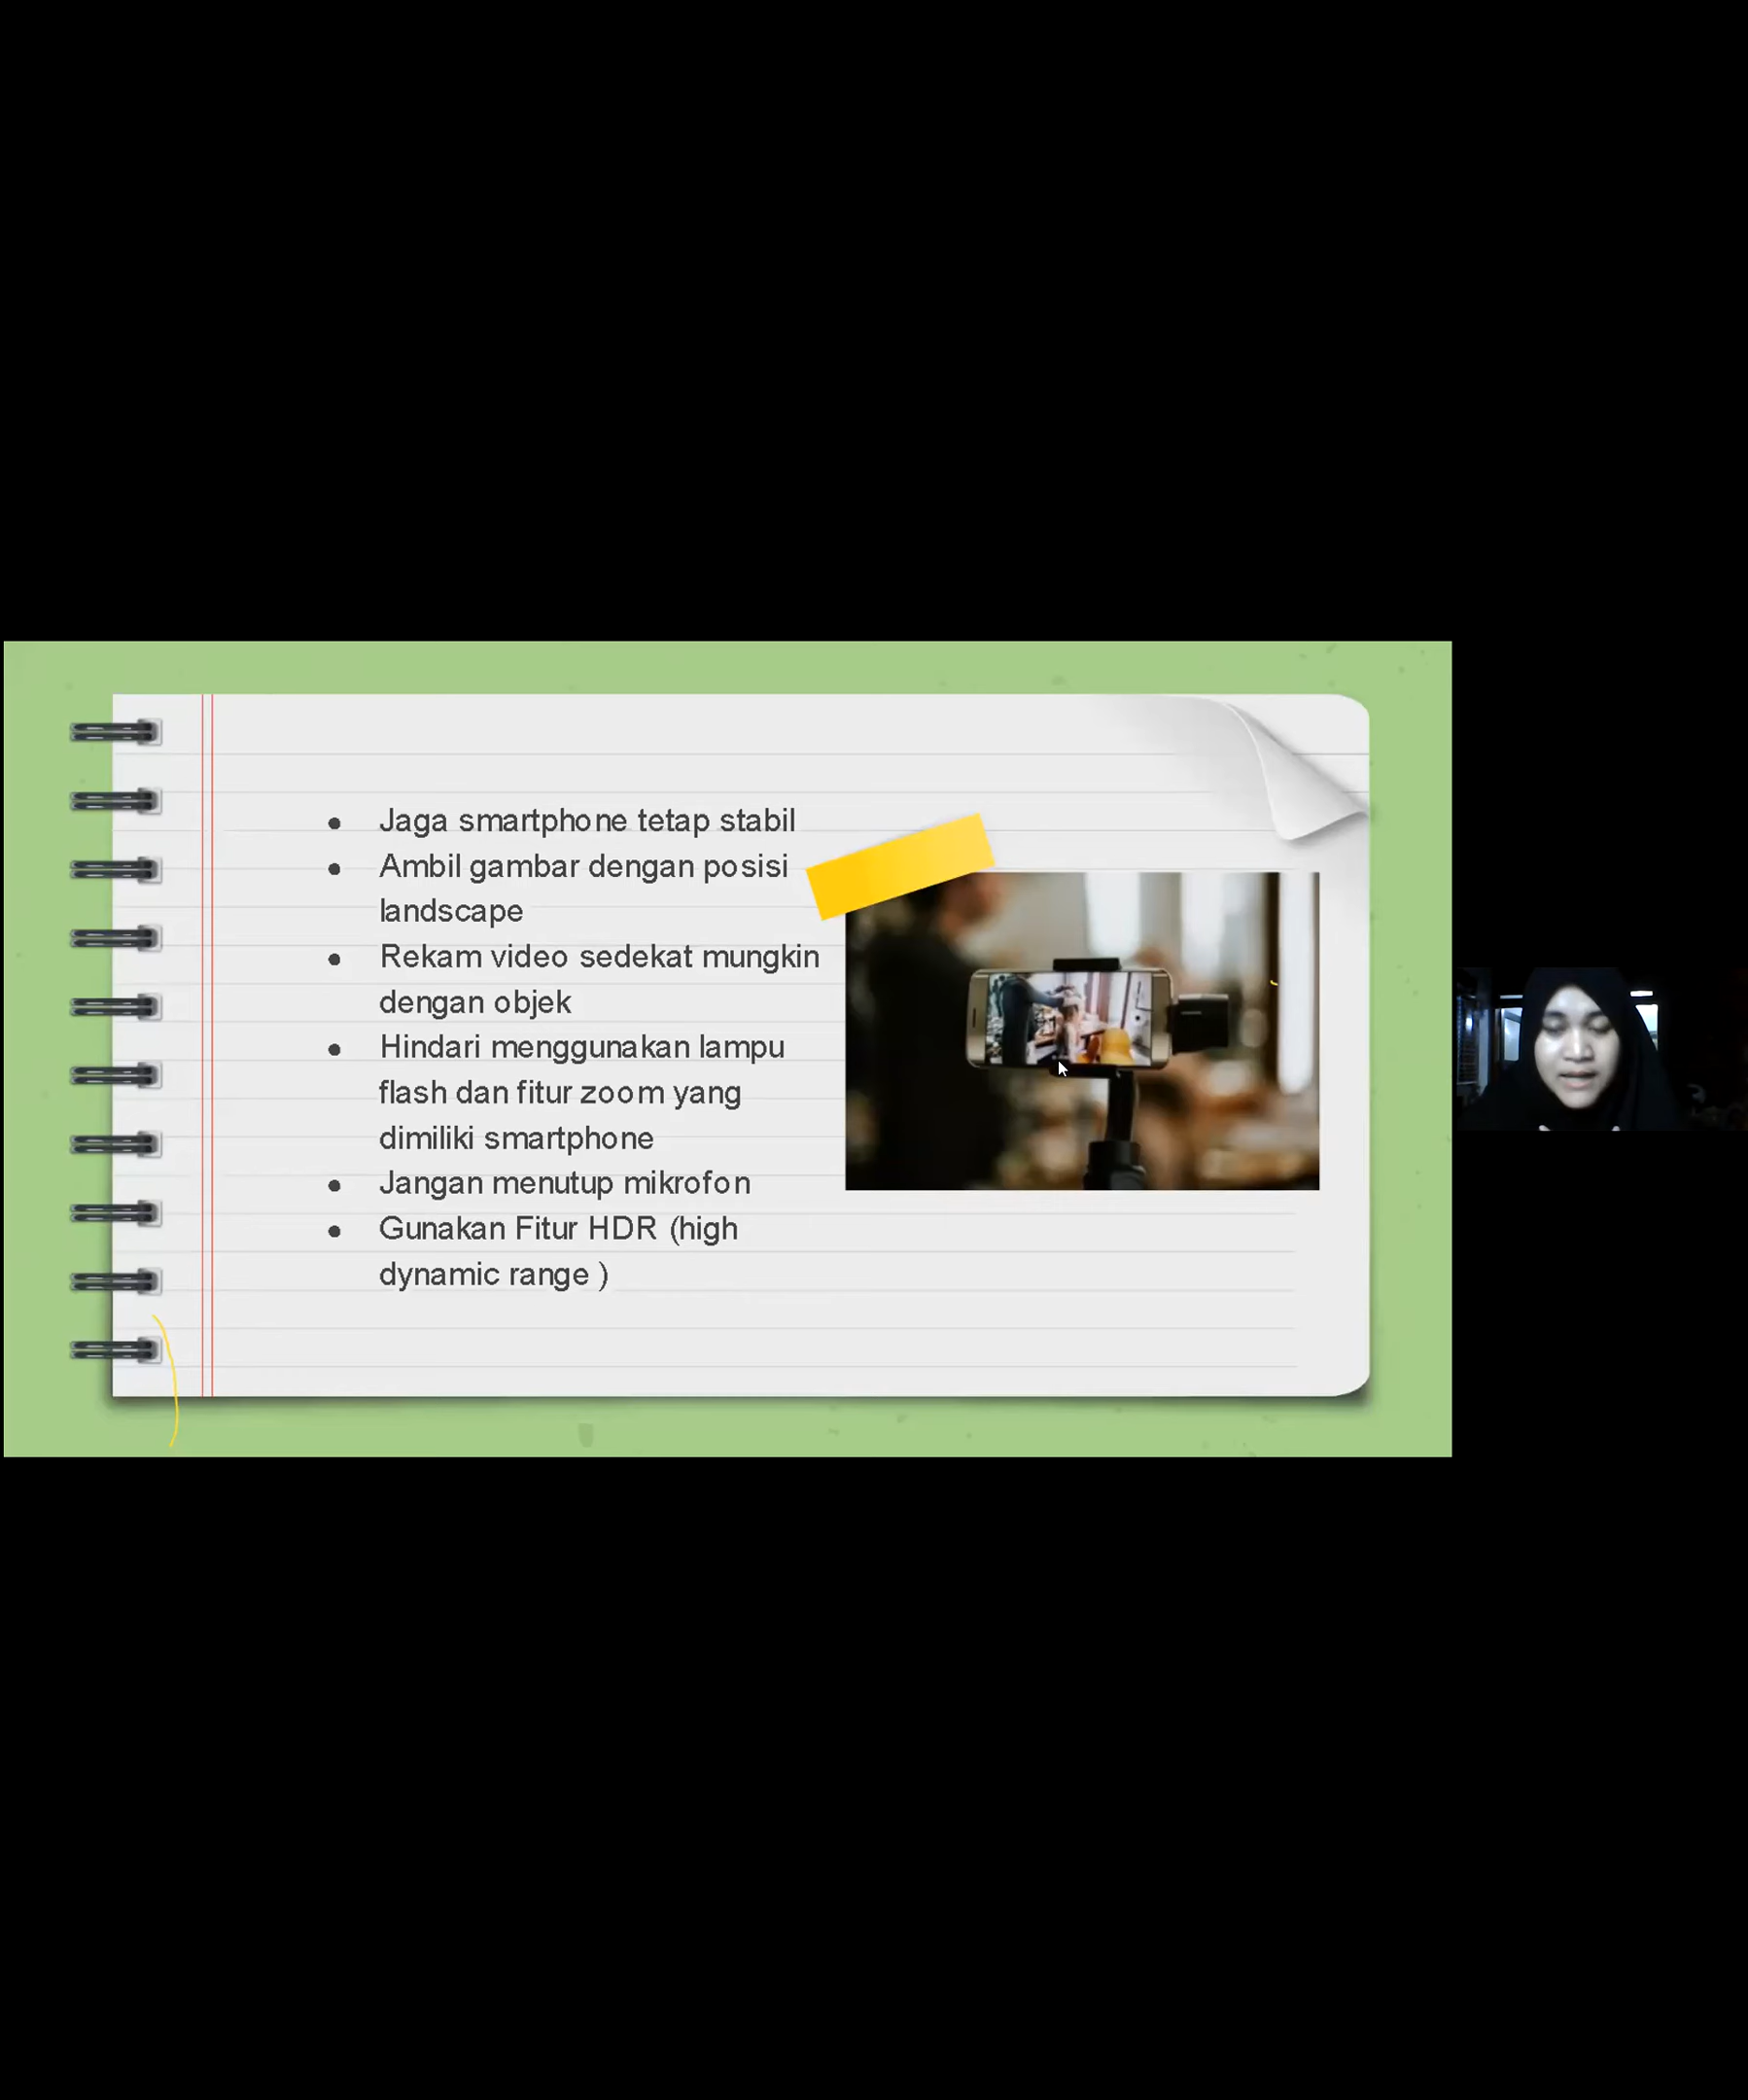 Jaga smartphone tetap stabil
Ambil gambar dengan posisi
landscape
Rekam video sedekat mungkin
dengan objek
Hindari menggunakan lampu
flash dan fitur zoom yang
dimiliki smartphone
Jangan menutup mikrofon
Gunakan Fitur HDR (high
dynamic range )